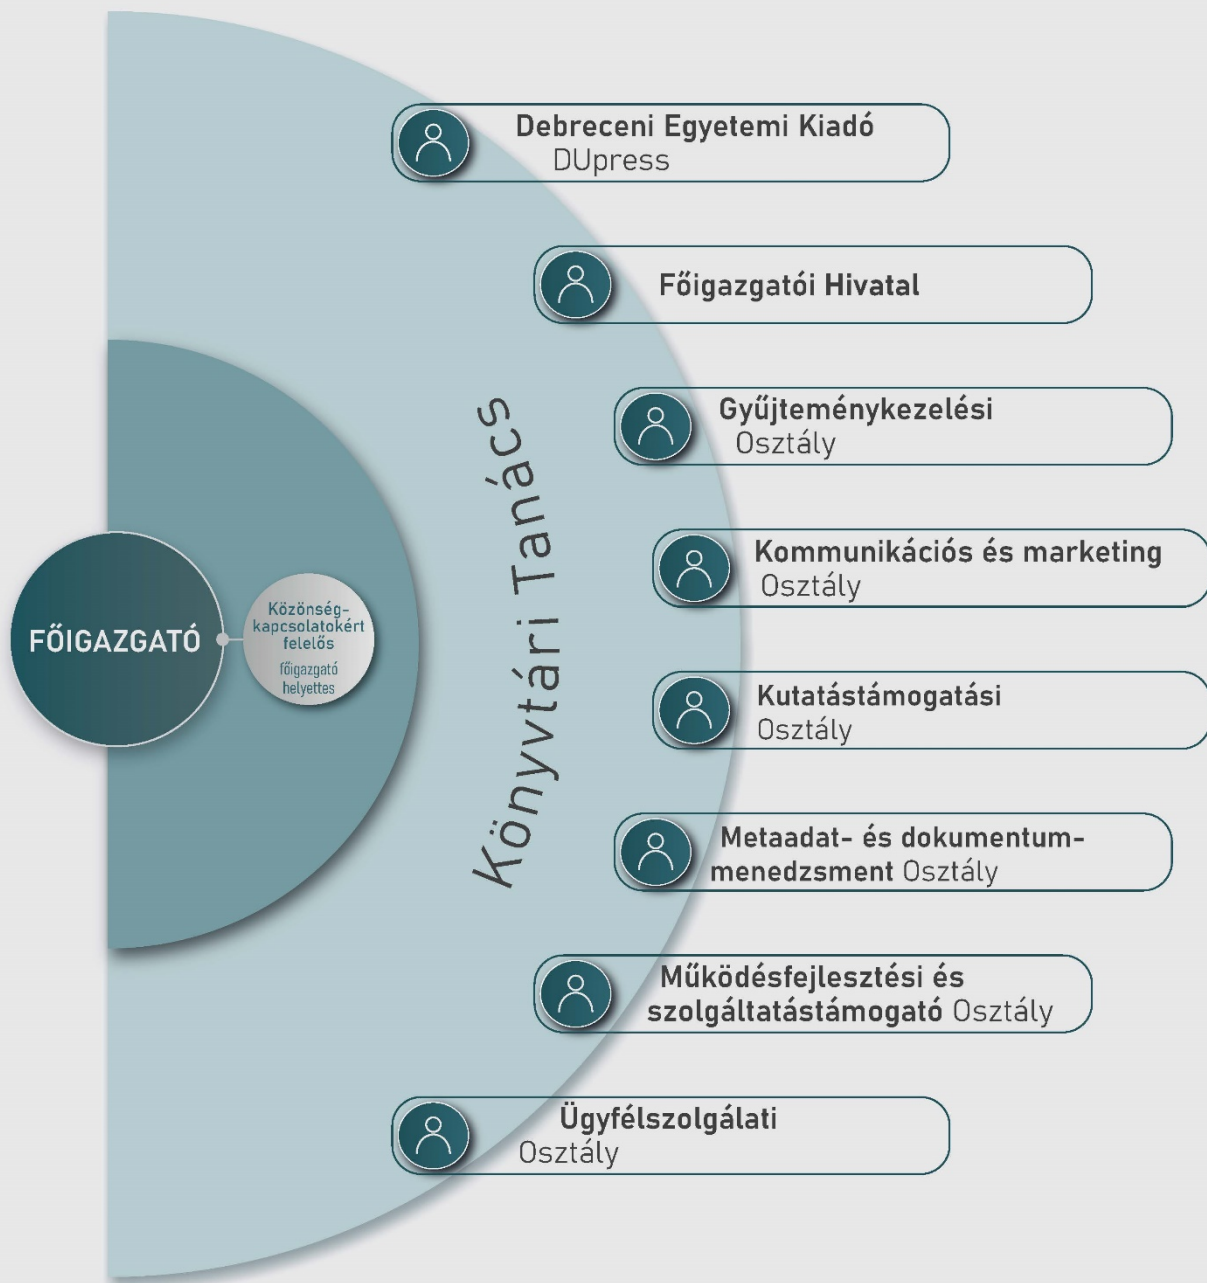 FŐIGAZGATÓ
Közönség-
kapcsolatokért
felelős
főigazgató
helyettes
Könyvtári Tanács
Debreceni Egyetemi Kiadó
DUpress
Főigazgatói Hivatal
Gyűjteménykezelési
Osztály
Kommunikációs és marketing
Osztály
Kutatástámogatási
Osztály
Metaadat- és dokumentum-
menedzsment Osztály
Működésfejlesztési és
szolgáltatástámogató Osztály
Ügyfélszolgálati
Osztály